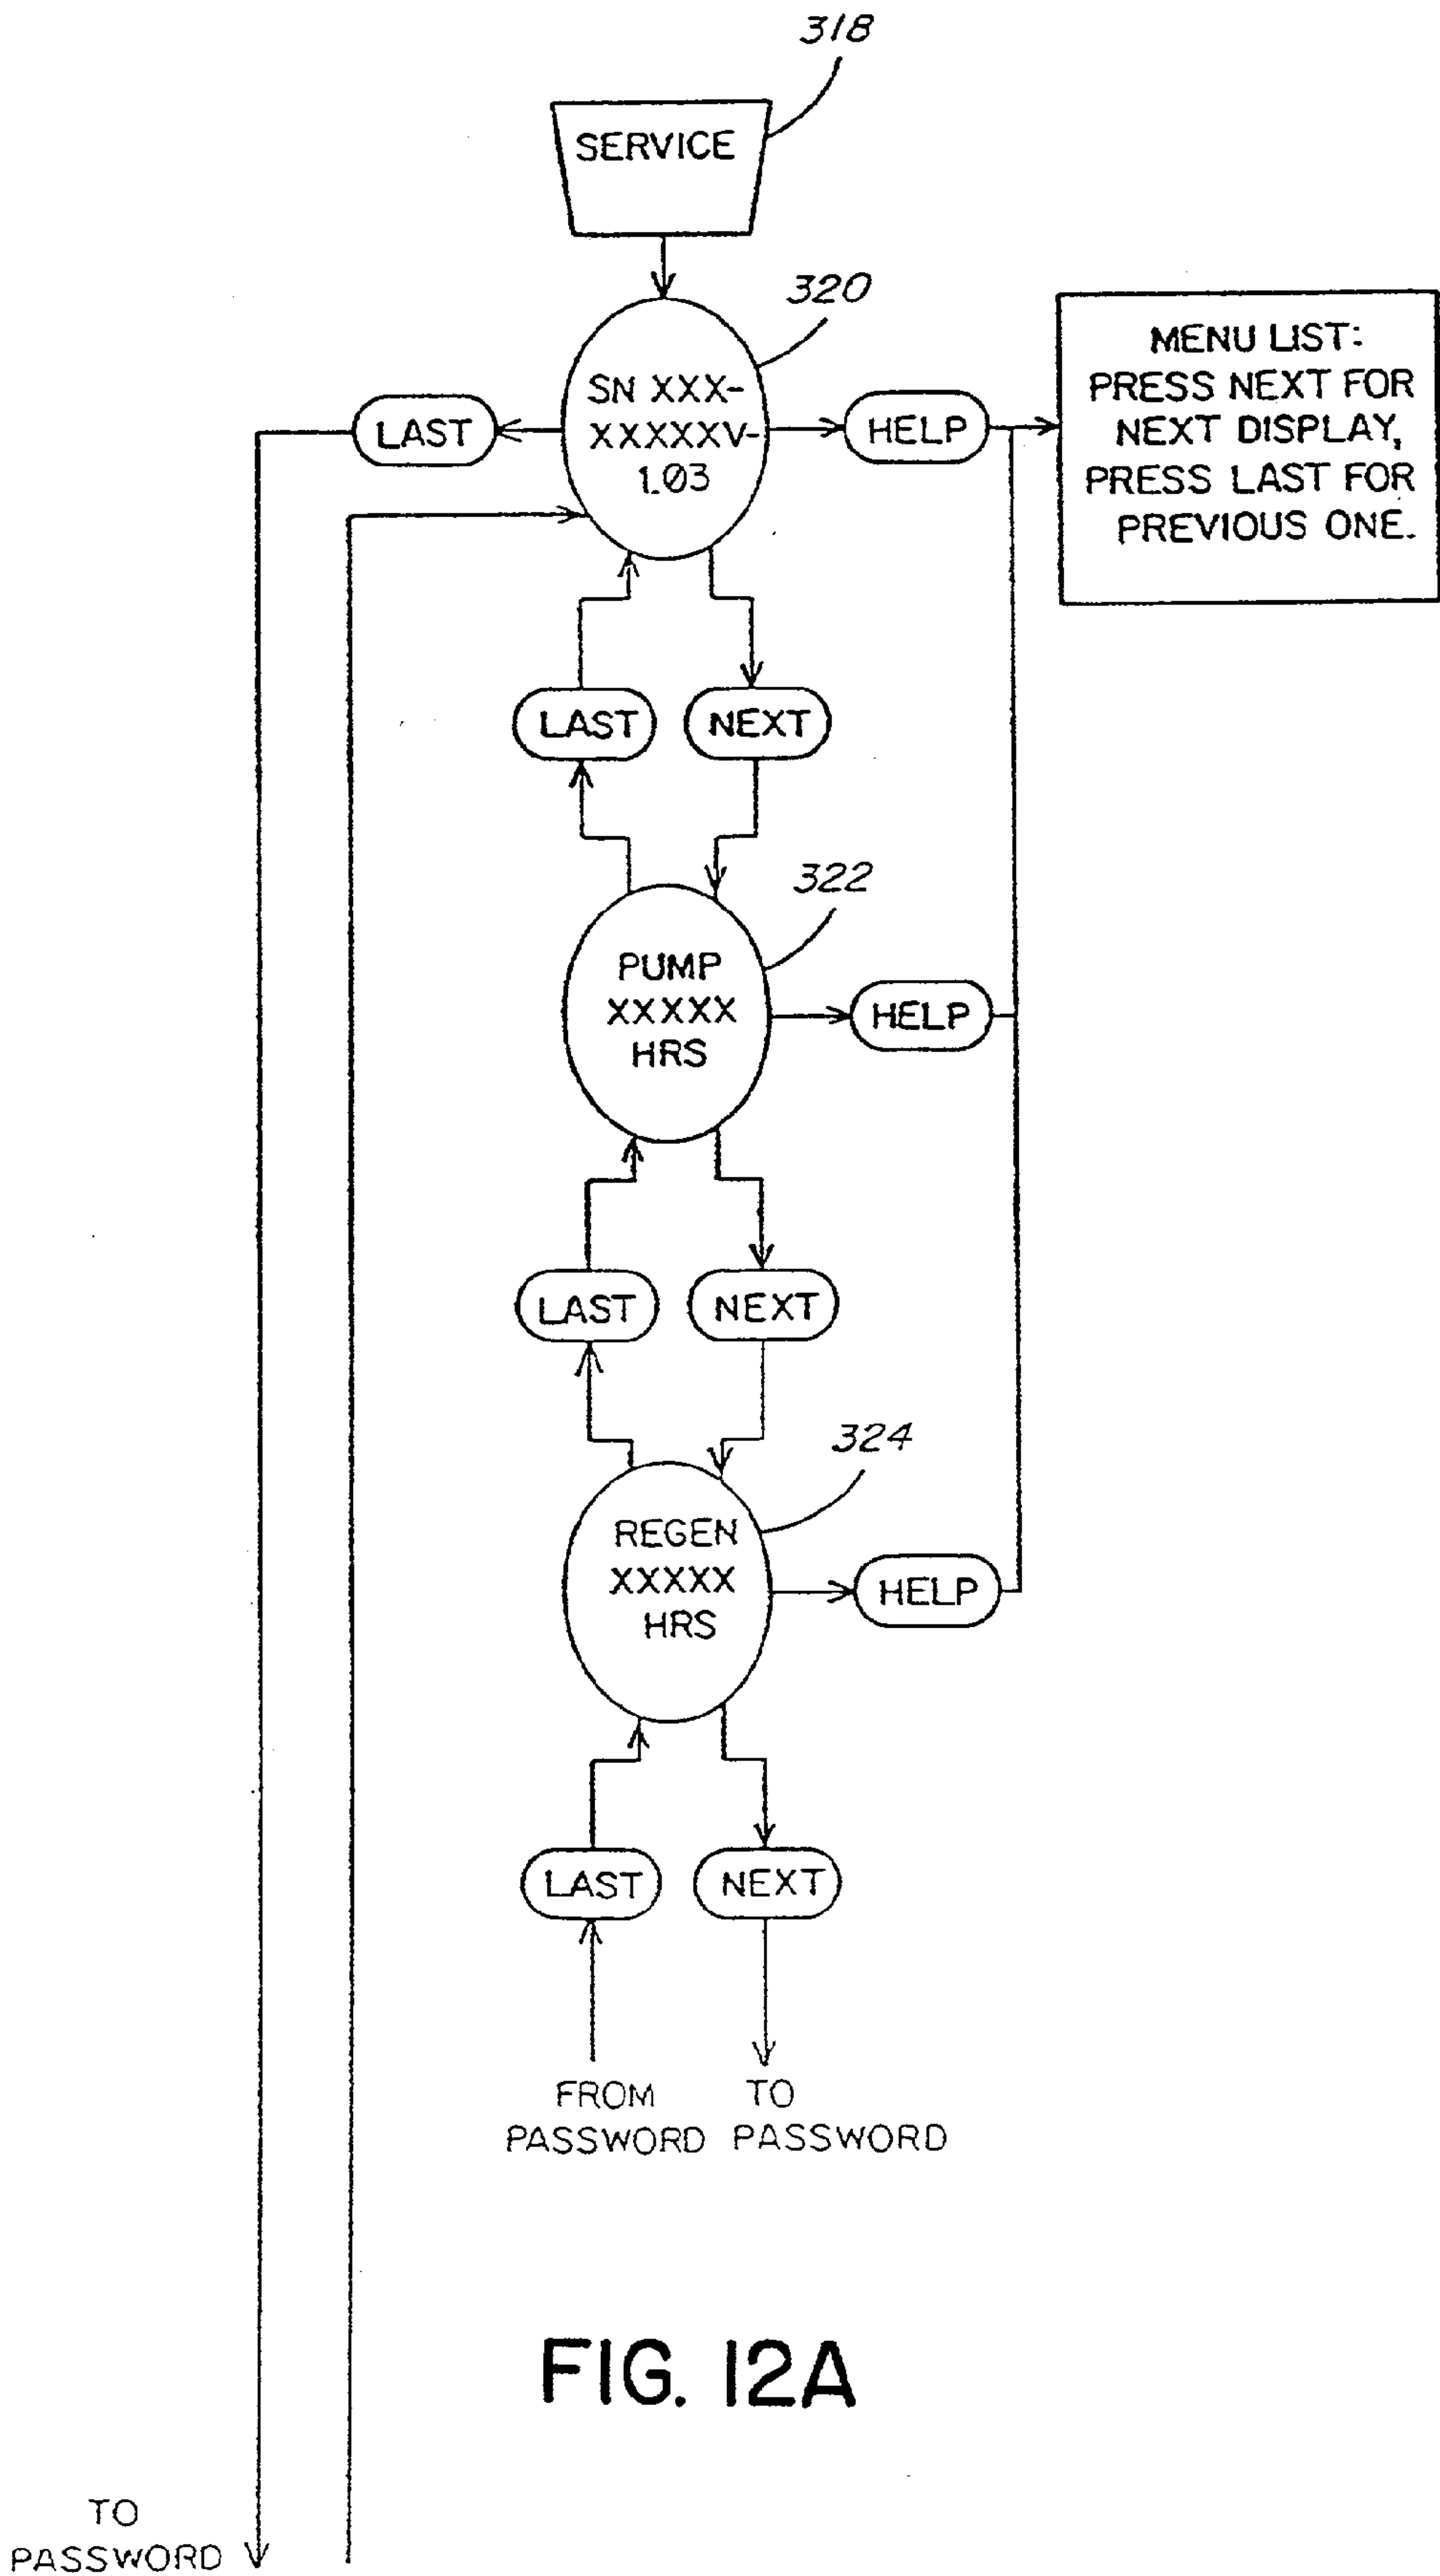 318
SERVICE
320
SN XXX-
XXXXXV-
1.03
LAST
HELP
MENU LIST:
PRESS NEXT FOR
NEXT DISPLAY,
PRESS LAST FOR
PREVIOUS ONE.
LAST
NEXT
322
PUMP
XXXXX
HRS
HELP
LAST
NEXT
324
REGEN
XXXXX
HRS
HELP
LAST
NEXT
FROM
PASSWORD
TO
PASSWORD
FIG. 12A
TO
PASSWORD